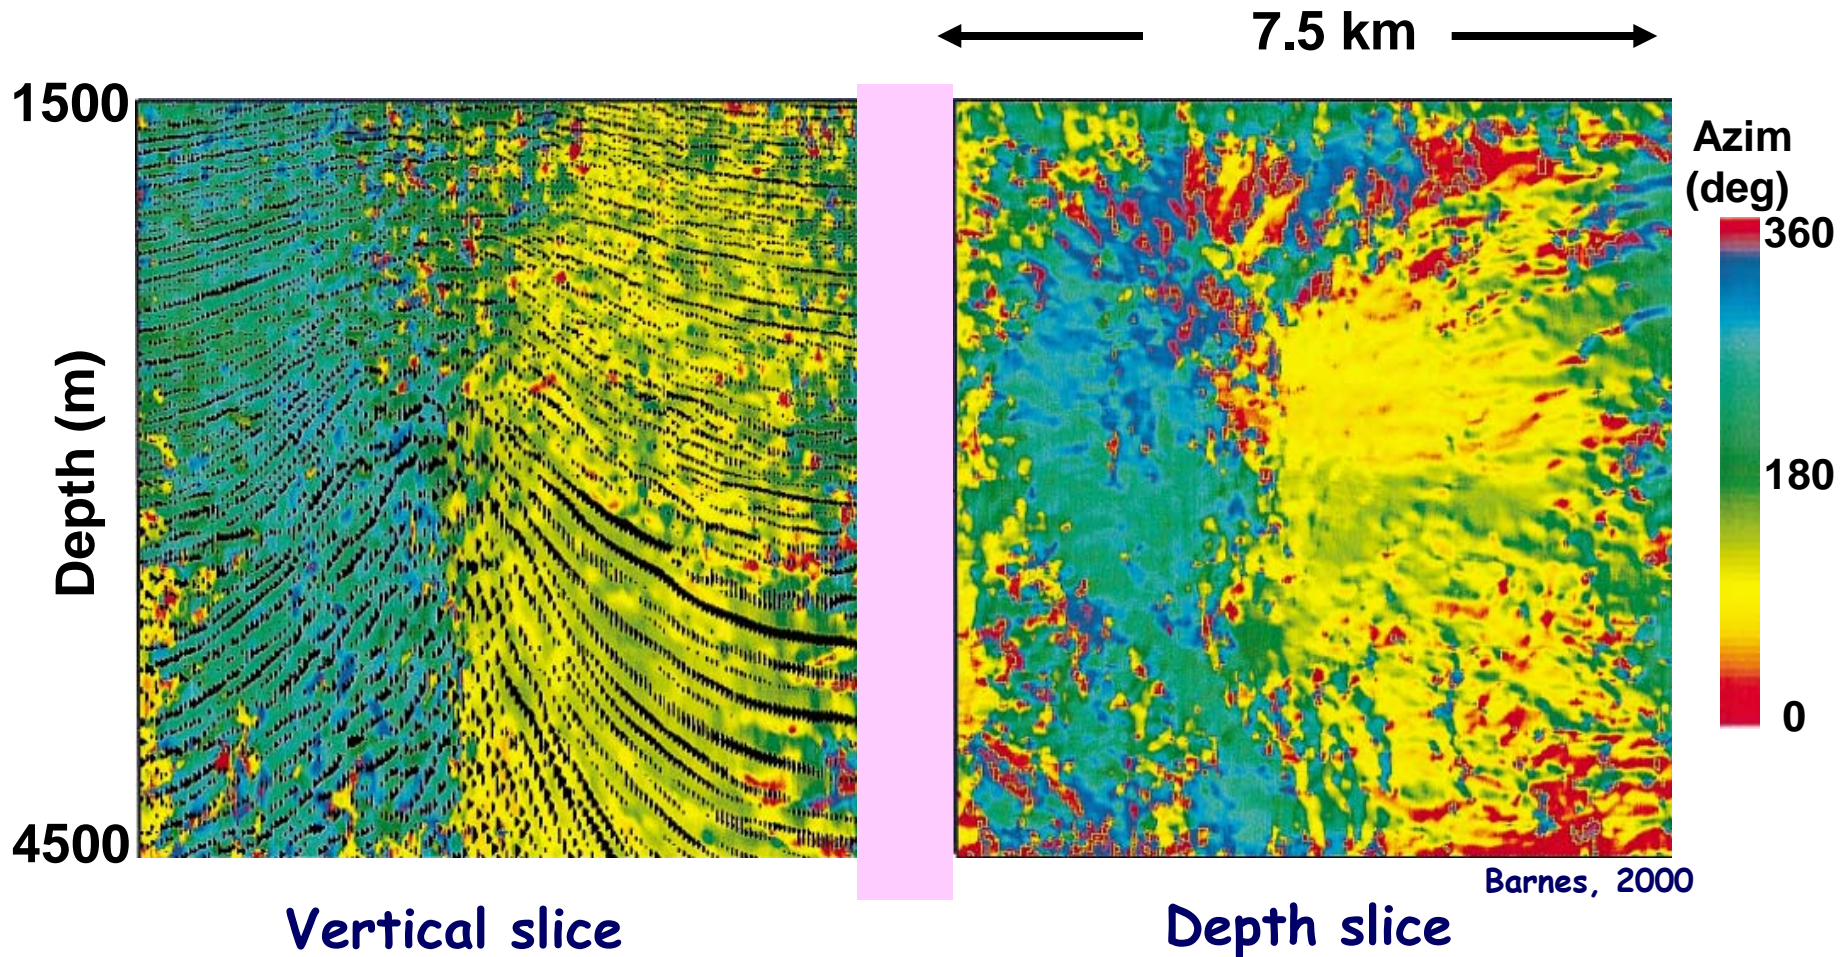 7.5 km
1500
Azim
(deg)
360
Depth (m)
180
0
4500
Barnes, 2000
Vertical slice
Depth slice